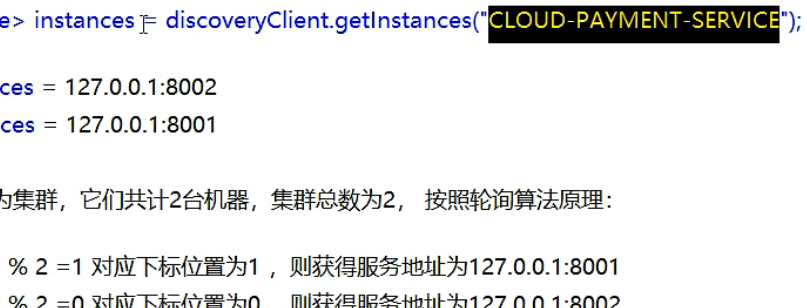 e> instances = discoveryClient.getInstances("CLOUD-PAYMENT-SERVICE");
ces = 127.0.0.1:8002
ces = 127.0.0.1:8001
为集群，它们共计2台机器，集群总数为2， 按照轮询算法原理：
% 2 =1 对应下标位置为1 ，则获得服务地址为127.0.0.1:8001
% 2 =0 对应下标位置为0 ，则获得服务地址为127.0.0.1:8002